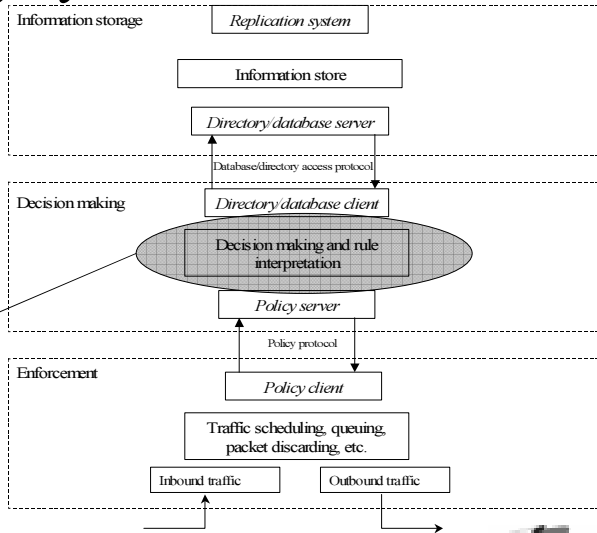 Information storage
Replication system
Information store
Directory/database server
Database/directory access protocol
Decision making
Directory/database client
Decision making and rule
interpretation
Policy server
Policy protocol
Enforcement
Policy client
Traffic scheduling, queuing,
packet discarding, etc.
Inbound traffic
Outbound traffic